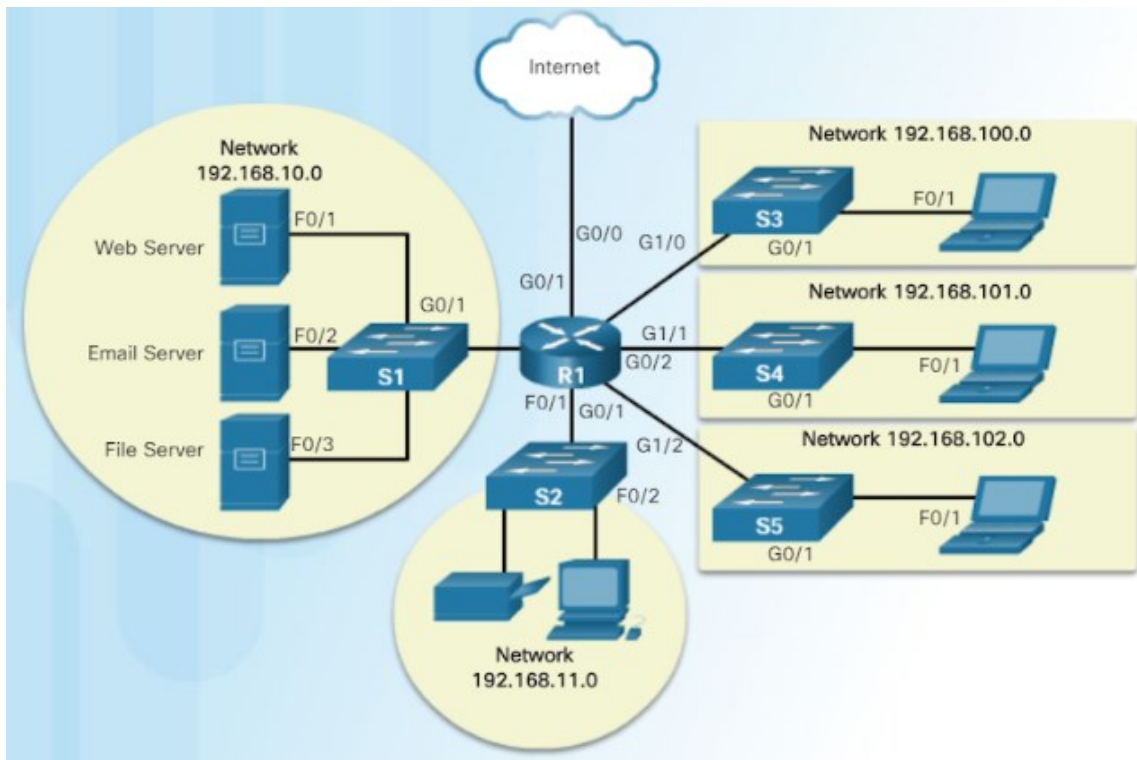 Internet
Network
192.168.10.0
Web Server
F0/1
Email Server
F0/2
File Server
F0/3
G0/1
S1
G0/0
G0/1
G1/0
R1
G1/1
G0/2
F0/1
G0/1
G1/2
S2
F0/2
Network
192.168.11.0
Network 192.168.100.0
S3
F0/1
G0/1
Network 192.168.101.0
S4
F0/1
G0/1
Network 192.168.102.0
S5
F0/1
G0/1